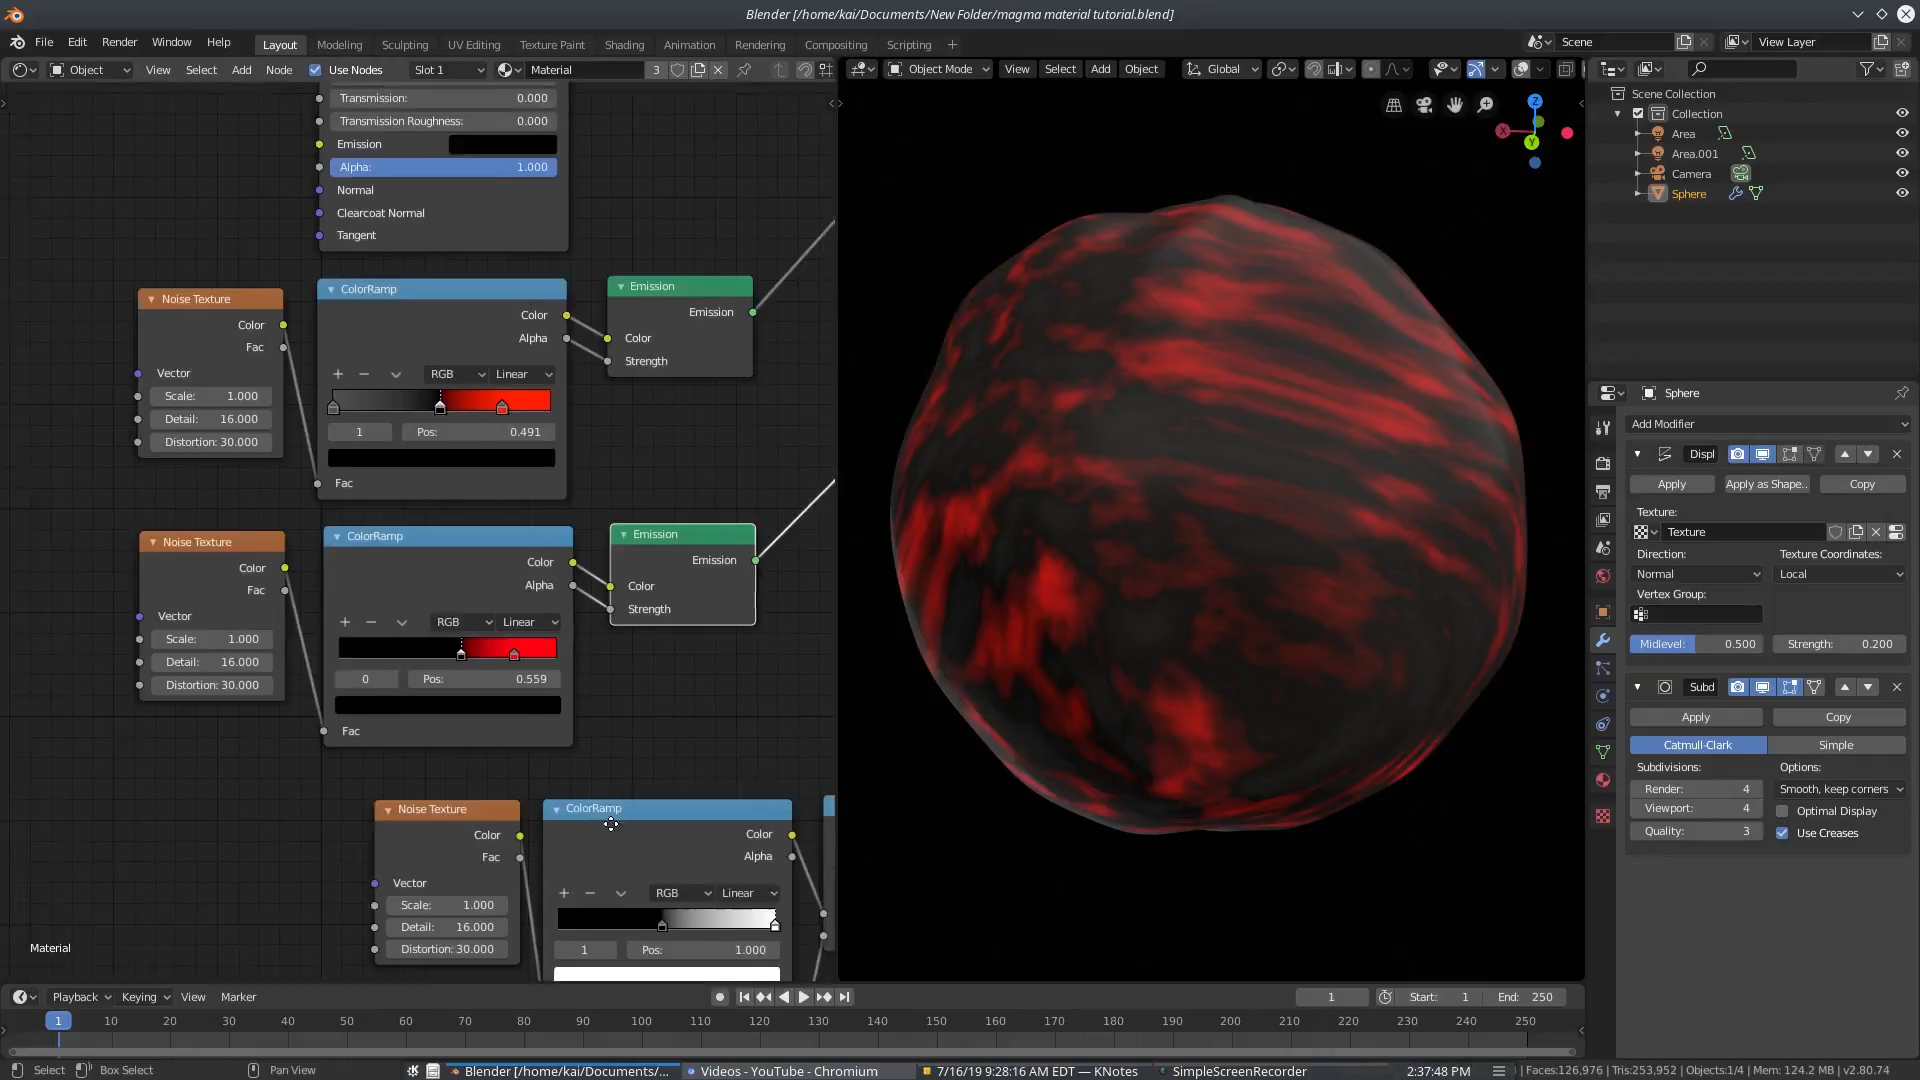 Blender [/home/kai/Documents/New Folder/magma material tutorial.blend]
File Edit Render Window Help Layout Modeling Sculpting UV Editing Texture Paint Shading Animation Rendering Compositing Scripting + Scene View Layer
Object View Select Add Node Use Nodes Slot 1 Material 3 Object Mode View Select Add Object Global
Transmission: 0.000
Transmission Roughness: 0.000
Emission
Alpha: 1.000
Normal
Clearcoat Normal
Tangent
Noise Texture
Color
Fac
Vector
Scale: 1.000
Detail: 16.000
Distortion: 30.000
ColorRamp
Color
Alpha
RGB Linear
1 Pos: 0.491
Fac
Emission
Emission
Color
Strength
Noise Texture
Color
Fac
Vector
Scale: 1.000
Detail: 16.000
Distortion: 30.000
ColorRamp
Color
Alpha
RGB Linear
0 Pos: 0.559
Fac
Emission
Emission
Color
Strength
Noise Texture
Color
Fac
Vector
Scale: 1.000
Detail: 16.000
Distortion: 30.000
ColorRamp
Color
Alpha
RGB Linear
1 Pos: 1.000
Material
X Y Z
Scene Collection
Collection
Area
Area.001
Camera
Sphere
Sphere
Add Modifier
Displ
Apply Apply as Shape.. Copy
Texture:
Texture
Direction: Texture Coordinates:
Normal Local
Vertex Group:
Midlevel: 0.500 Strength: 0.200
Subd
Apply Copy
Catmull-Clark Simple
Subdivisions: Options:
Render: 4 Smooth, keep corners
Viewport: 4 Optimal Display
Quality: 3 Use Creases
Playback Keying View Marker 1 Start: 1 End: 250
1 10 20 30 40 50 60 70 80 90 100 110 120 130 140 150 160 170 180 190 200 210 220 230 240 250
Select Box Select Pan View Blender [/home/kai/Documents/... Videos - YouTube - Chromium 7/16/19 9:28:16 AM EDT — KNotes SimpleScreenRecorder 2:37:48 PM | Faces:126,976 | Tris:253,952 | Objects:1/4 | Mem: 124.2 MB | v2.80.74